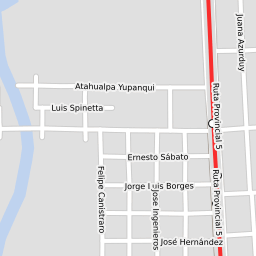 Juana Azurduy
Atahualpa Yupanqui
Ruta Provincial 5
Luis Spinetta
Ernesto Sábato
Felipe Canistraro
Jorge Luis Borges
Jose Ingenieros
Ruta Provincial 5
José Hernández